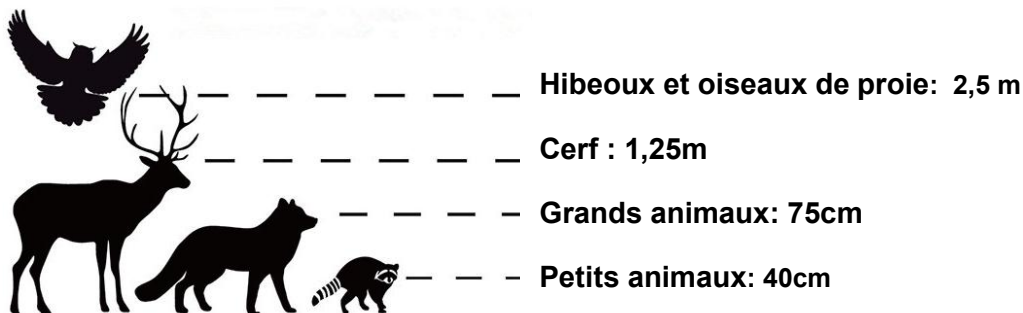 Hibeoux et oiseaux de proie: 2,5 m
Cerf : 1,25m
Grands animaux: 75cm
Petits animaux: 40cm